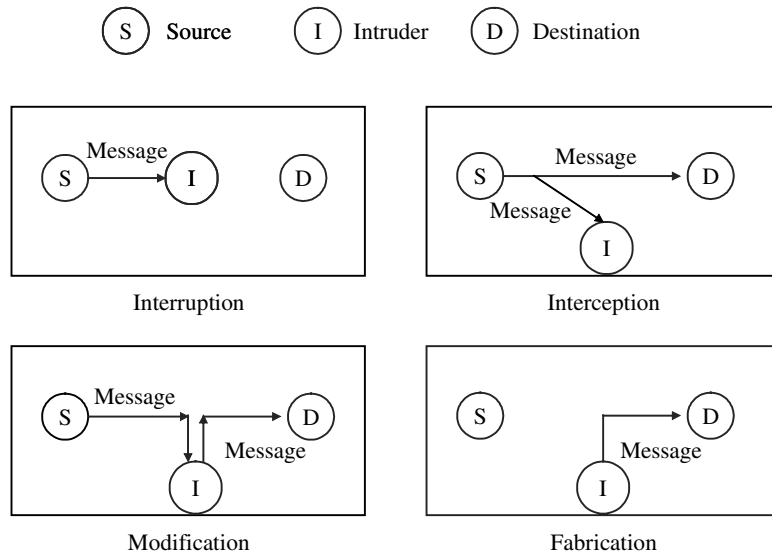 S Source I Intruder D Destination
Message
S I D
Interruption
Message
S D
Message
I
Interception
Message
S D
Message
I
Modification
S D
Message
I
Fabrication